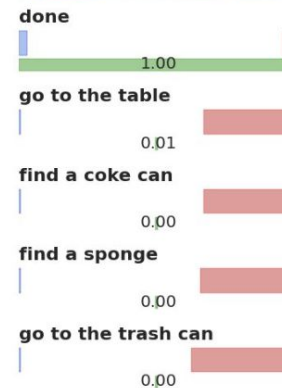 done
1.00
go to the table
0.01
find a coke can
0.00
find a sponge
0.00
go to the trash can
0.00